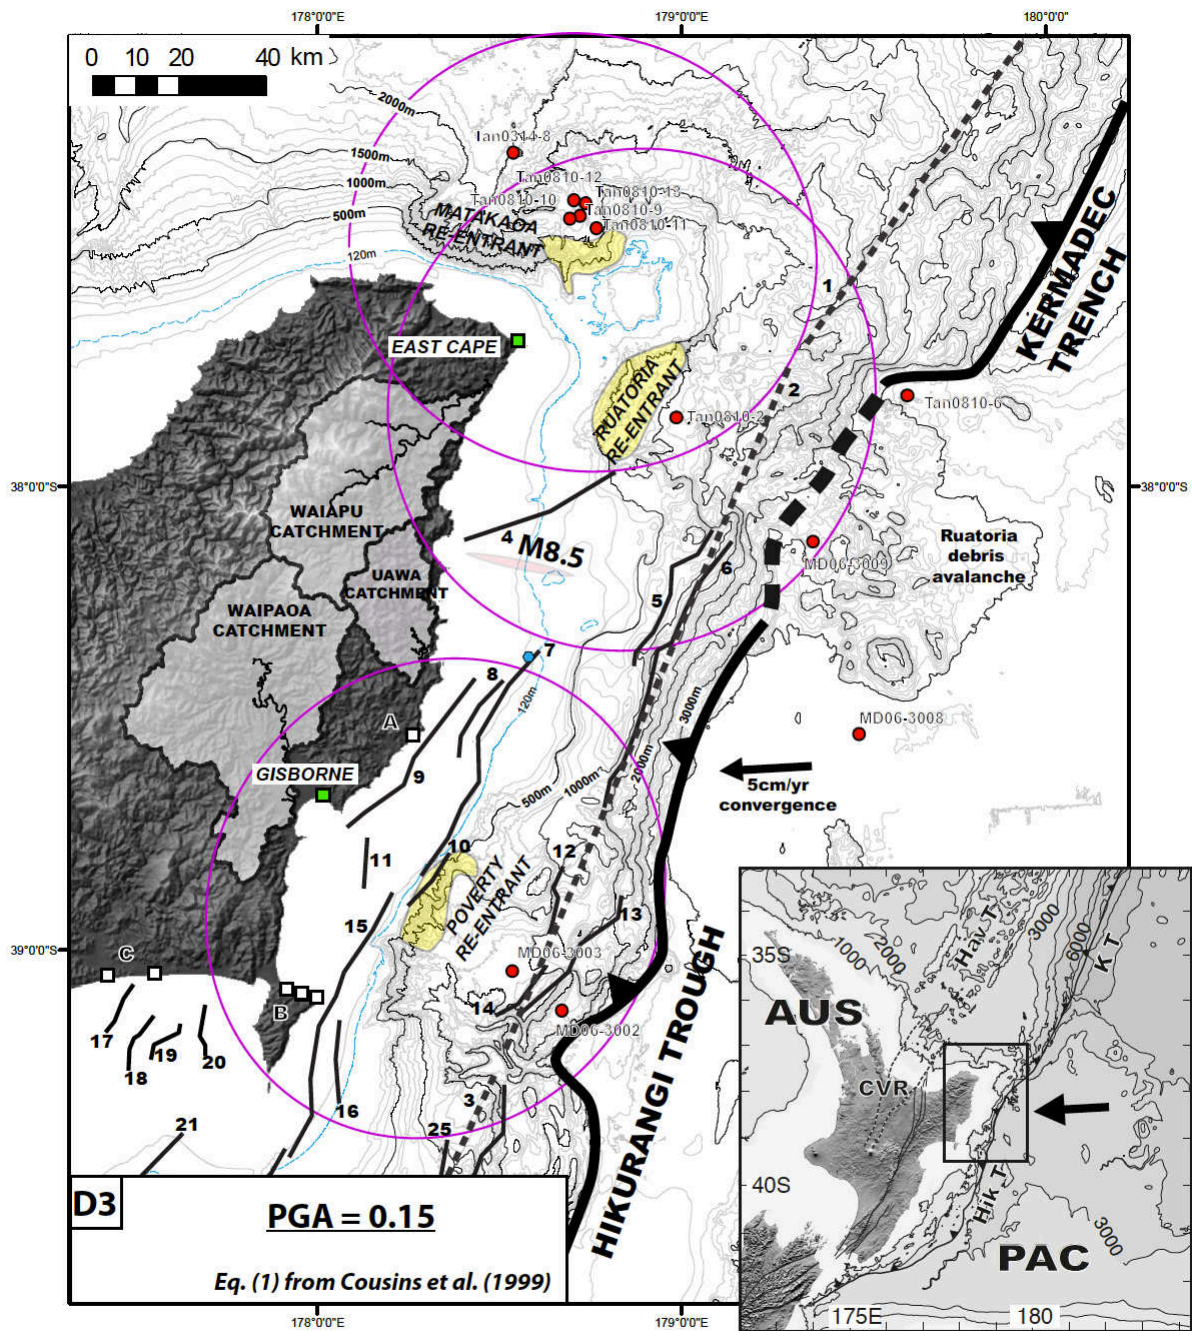 178°0'0"E
179°0'0"E
180°0'0"
0 10 20 40 km
2000m
1500m
1000m
500m
120m
Tan0314-8
Tan0810-12
Tan0810-13
Tan0810-10
Tan0810-9
Tan0810-11
MATAKAOA
RE-ENTRANT
KERMADEC
TRENCH
1
EAST CAPE
RUATORIA
RE-ENTRANT
2
Tan0810-6
Tan0810-2
38°0'0"S
38°0'0"S
WAIAPU
CATCHMENT
4
M8.5
6
MD06-3009
Ruatoria
debris
avalanche
UAWA
CATCHMENT
WAIPAOA
CATCHMENT
5
7
8
120m
3000m
A
MD06-3008
2000m
GISBORNE
9
500m
1000m
5cm/yr
convergence
10
11
12
POVERTY
RE-ENTRANT
13
15
39°0'0"S
C
MD06-3003
B
14
MD06-3002
HIKURANGI TROUGH
17
18
19
20
16
3
21
25
D3
PGA = 0.15
Eq. (1) from Cousins et al. (1999)
178°0'0"E
179°0'0"E
35S
1000
2000
Hav T
3000
6000
K T
AUS
CVR
40S
Hik T
3000
PAC
175E
180